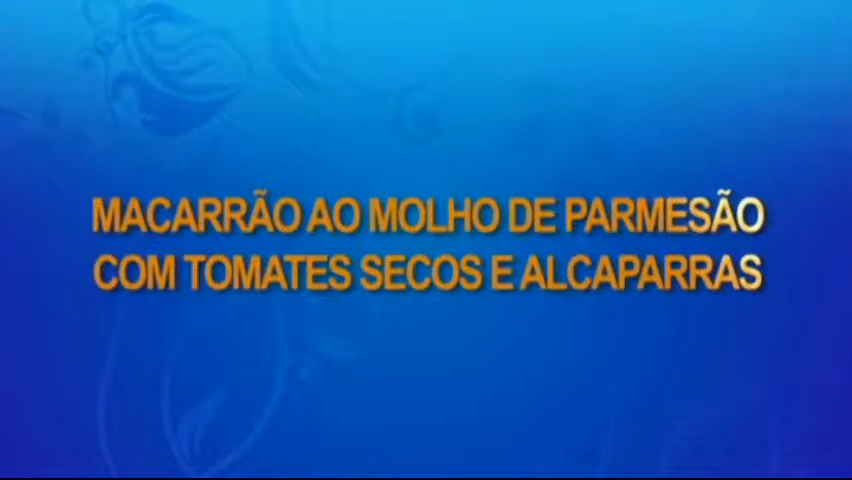 MACARRÃO AO MOLHO DE PARMESÃO
COM TOMATES SECOS E ALCAPARRAS